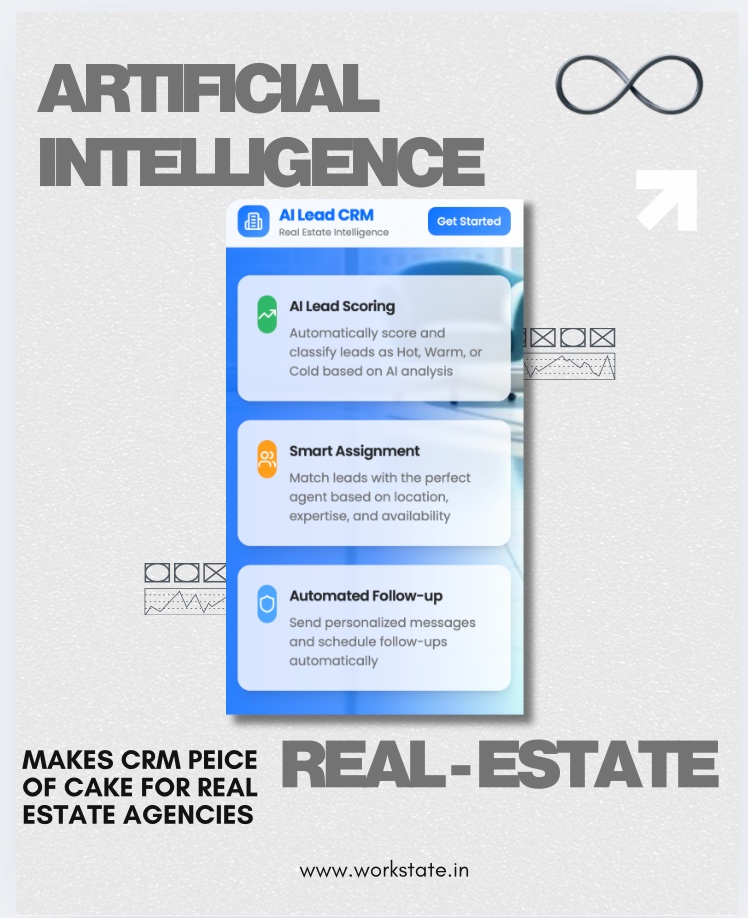 ARTIFICIAL
INTELLIGENCE
AI Lead CRM
Real Estate Intelligence
Get Started
AI Lead Scoring
Automatically score and
classify leads as Hot, Warm, or
Cold based on AI analysis
Smart Assignment
Match leads with the perfect
agent based on location,
expertise, and availability
Automated Follow-up
Send personalized messages
and schedule follow-ups
automatically
MAKES CRM PEICE
OF CAKE FOR REAL
ESTATE AGENCIES
REAL-ESTATE
www.workstate.in